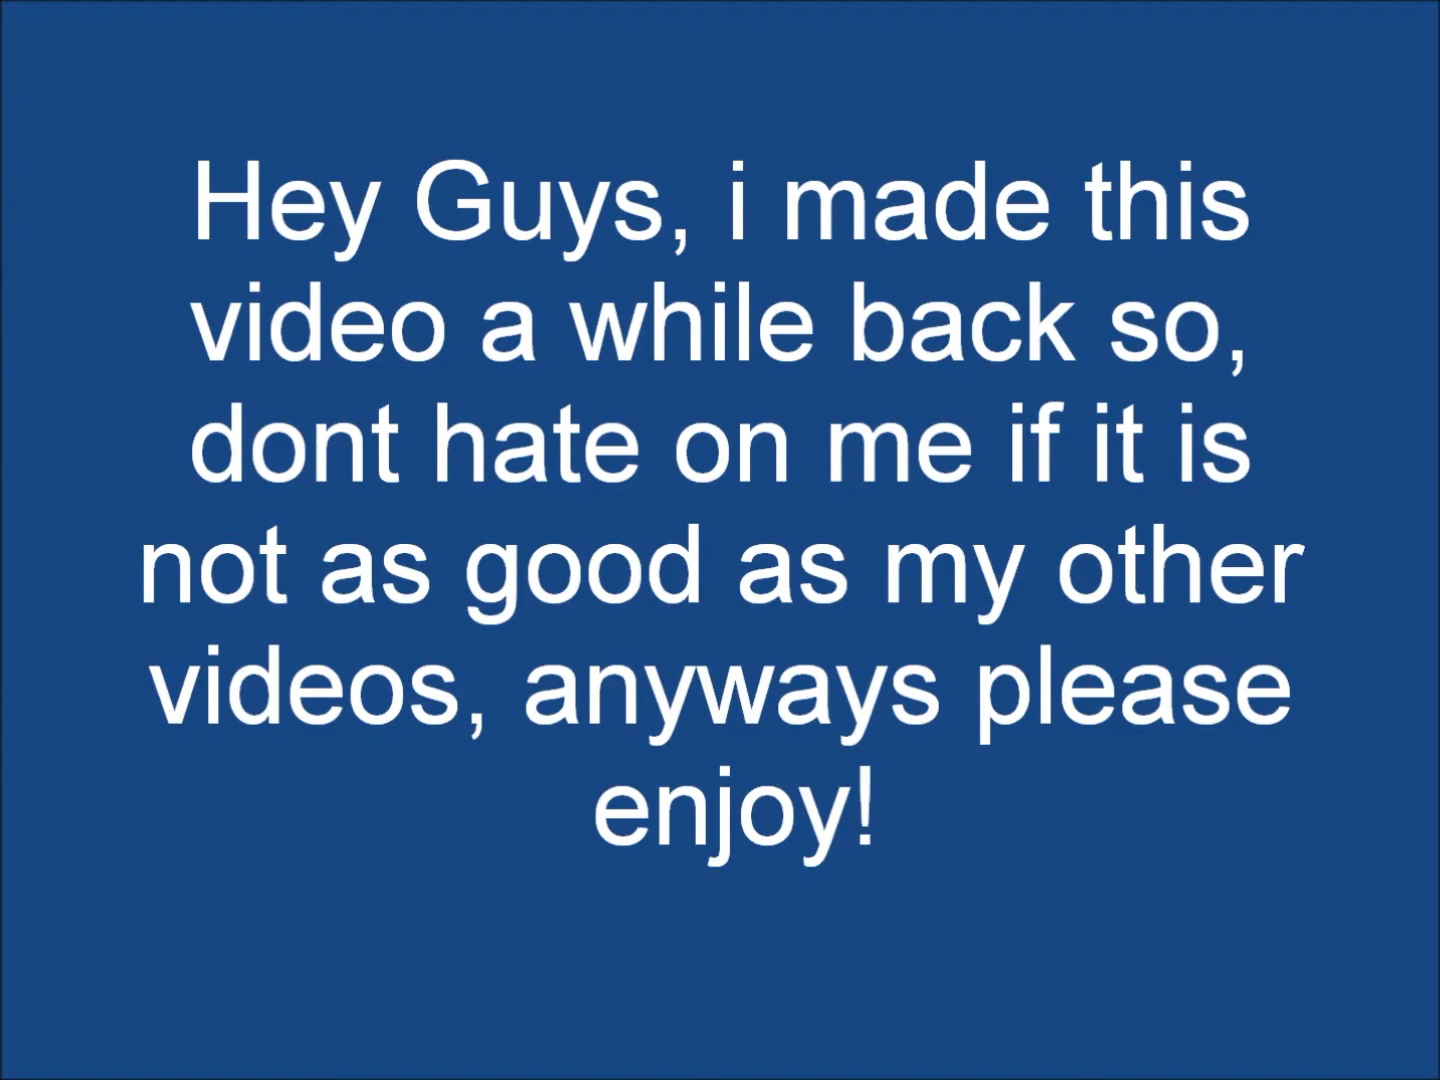 Hey Guys, i made this
video a while back so,
dont hate on me if it is
not as good as my other
videos, anyways please
enjoy!